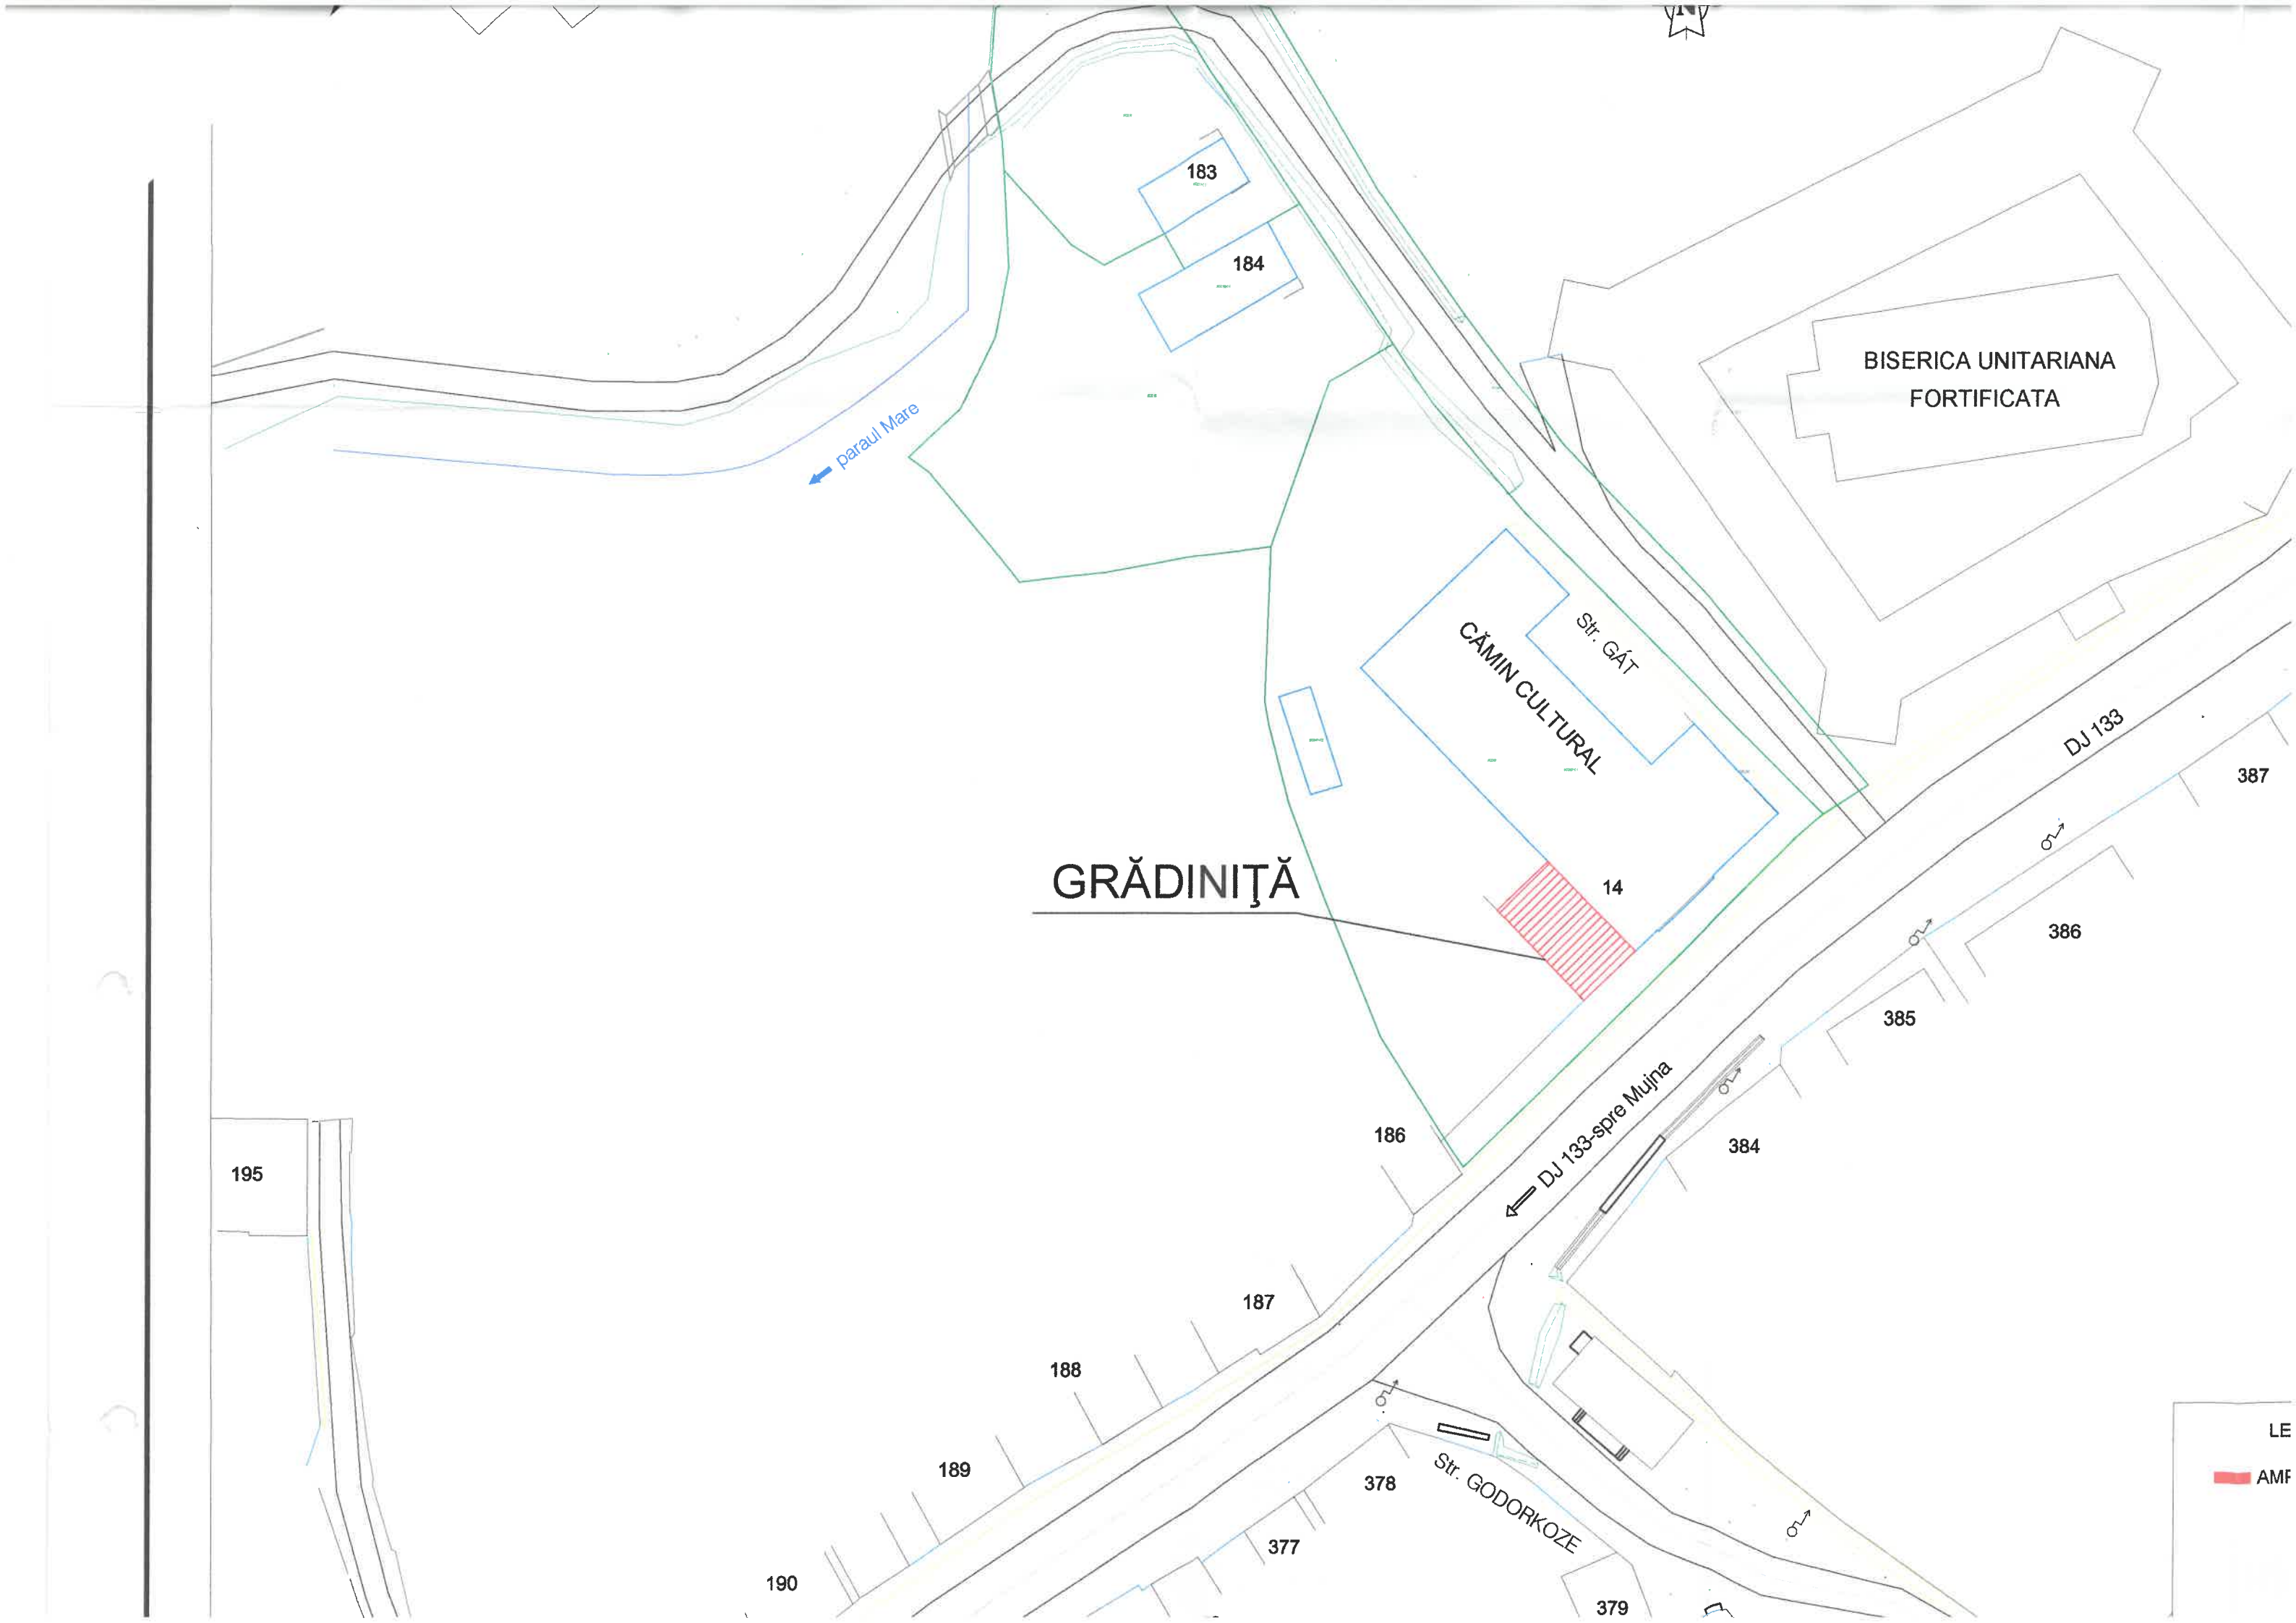 N
183
184
BISERICA UNITARIANA
FORTIFICATA
paraul Mare
Str. GÁT
CĂMIN CULTURAL
DJ 133
387
GRĂDINIŢĂ
14
386
385
DJ 133-spre Mujna
186
384
195
187
188
189
378
Str. GODORKOZE
377
190
379
LE